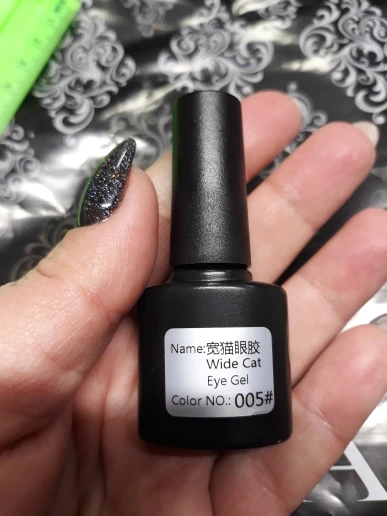 Name:宽猫眼胶
Wide Cat
Eye Gel
Color NO.: 005#